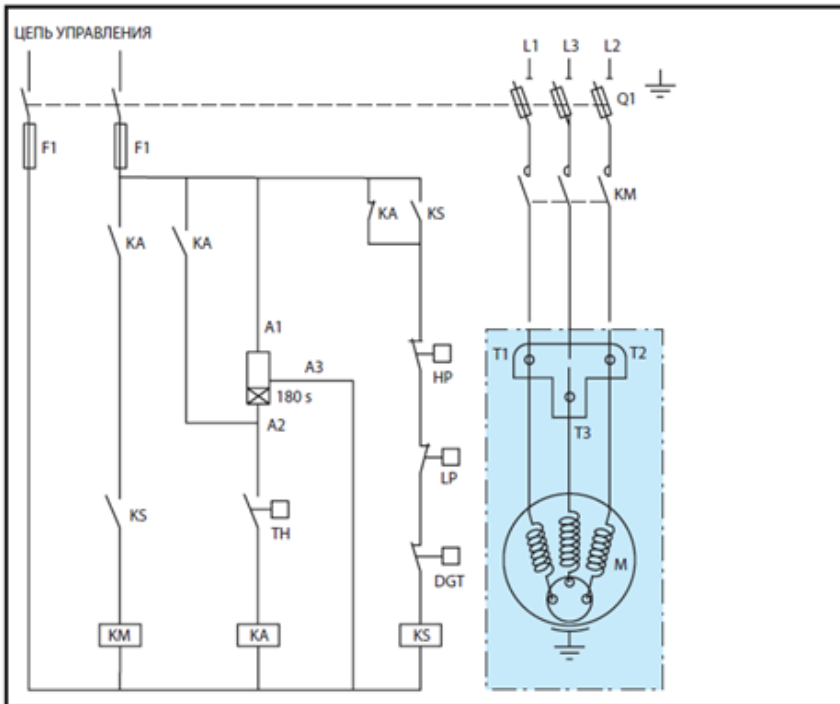 ЦЕПЬ УПРАВЛЕНИЯ
L1 L3 L2
Q1
F1 F1
KA KS
KM
KA KA
A1
T1 T2
A3
HP
180 s
A2
T3
LP
KS
TH
M
DGT
KM KA KS